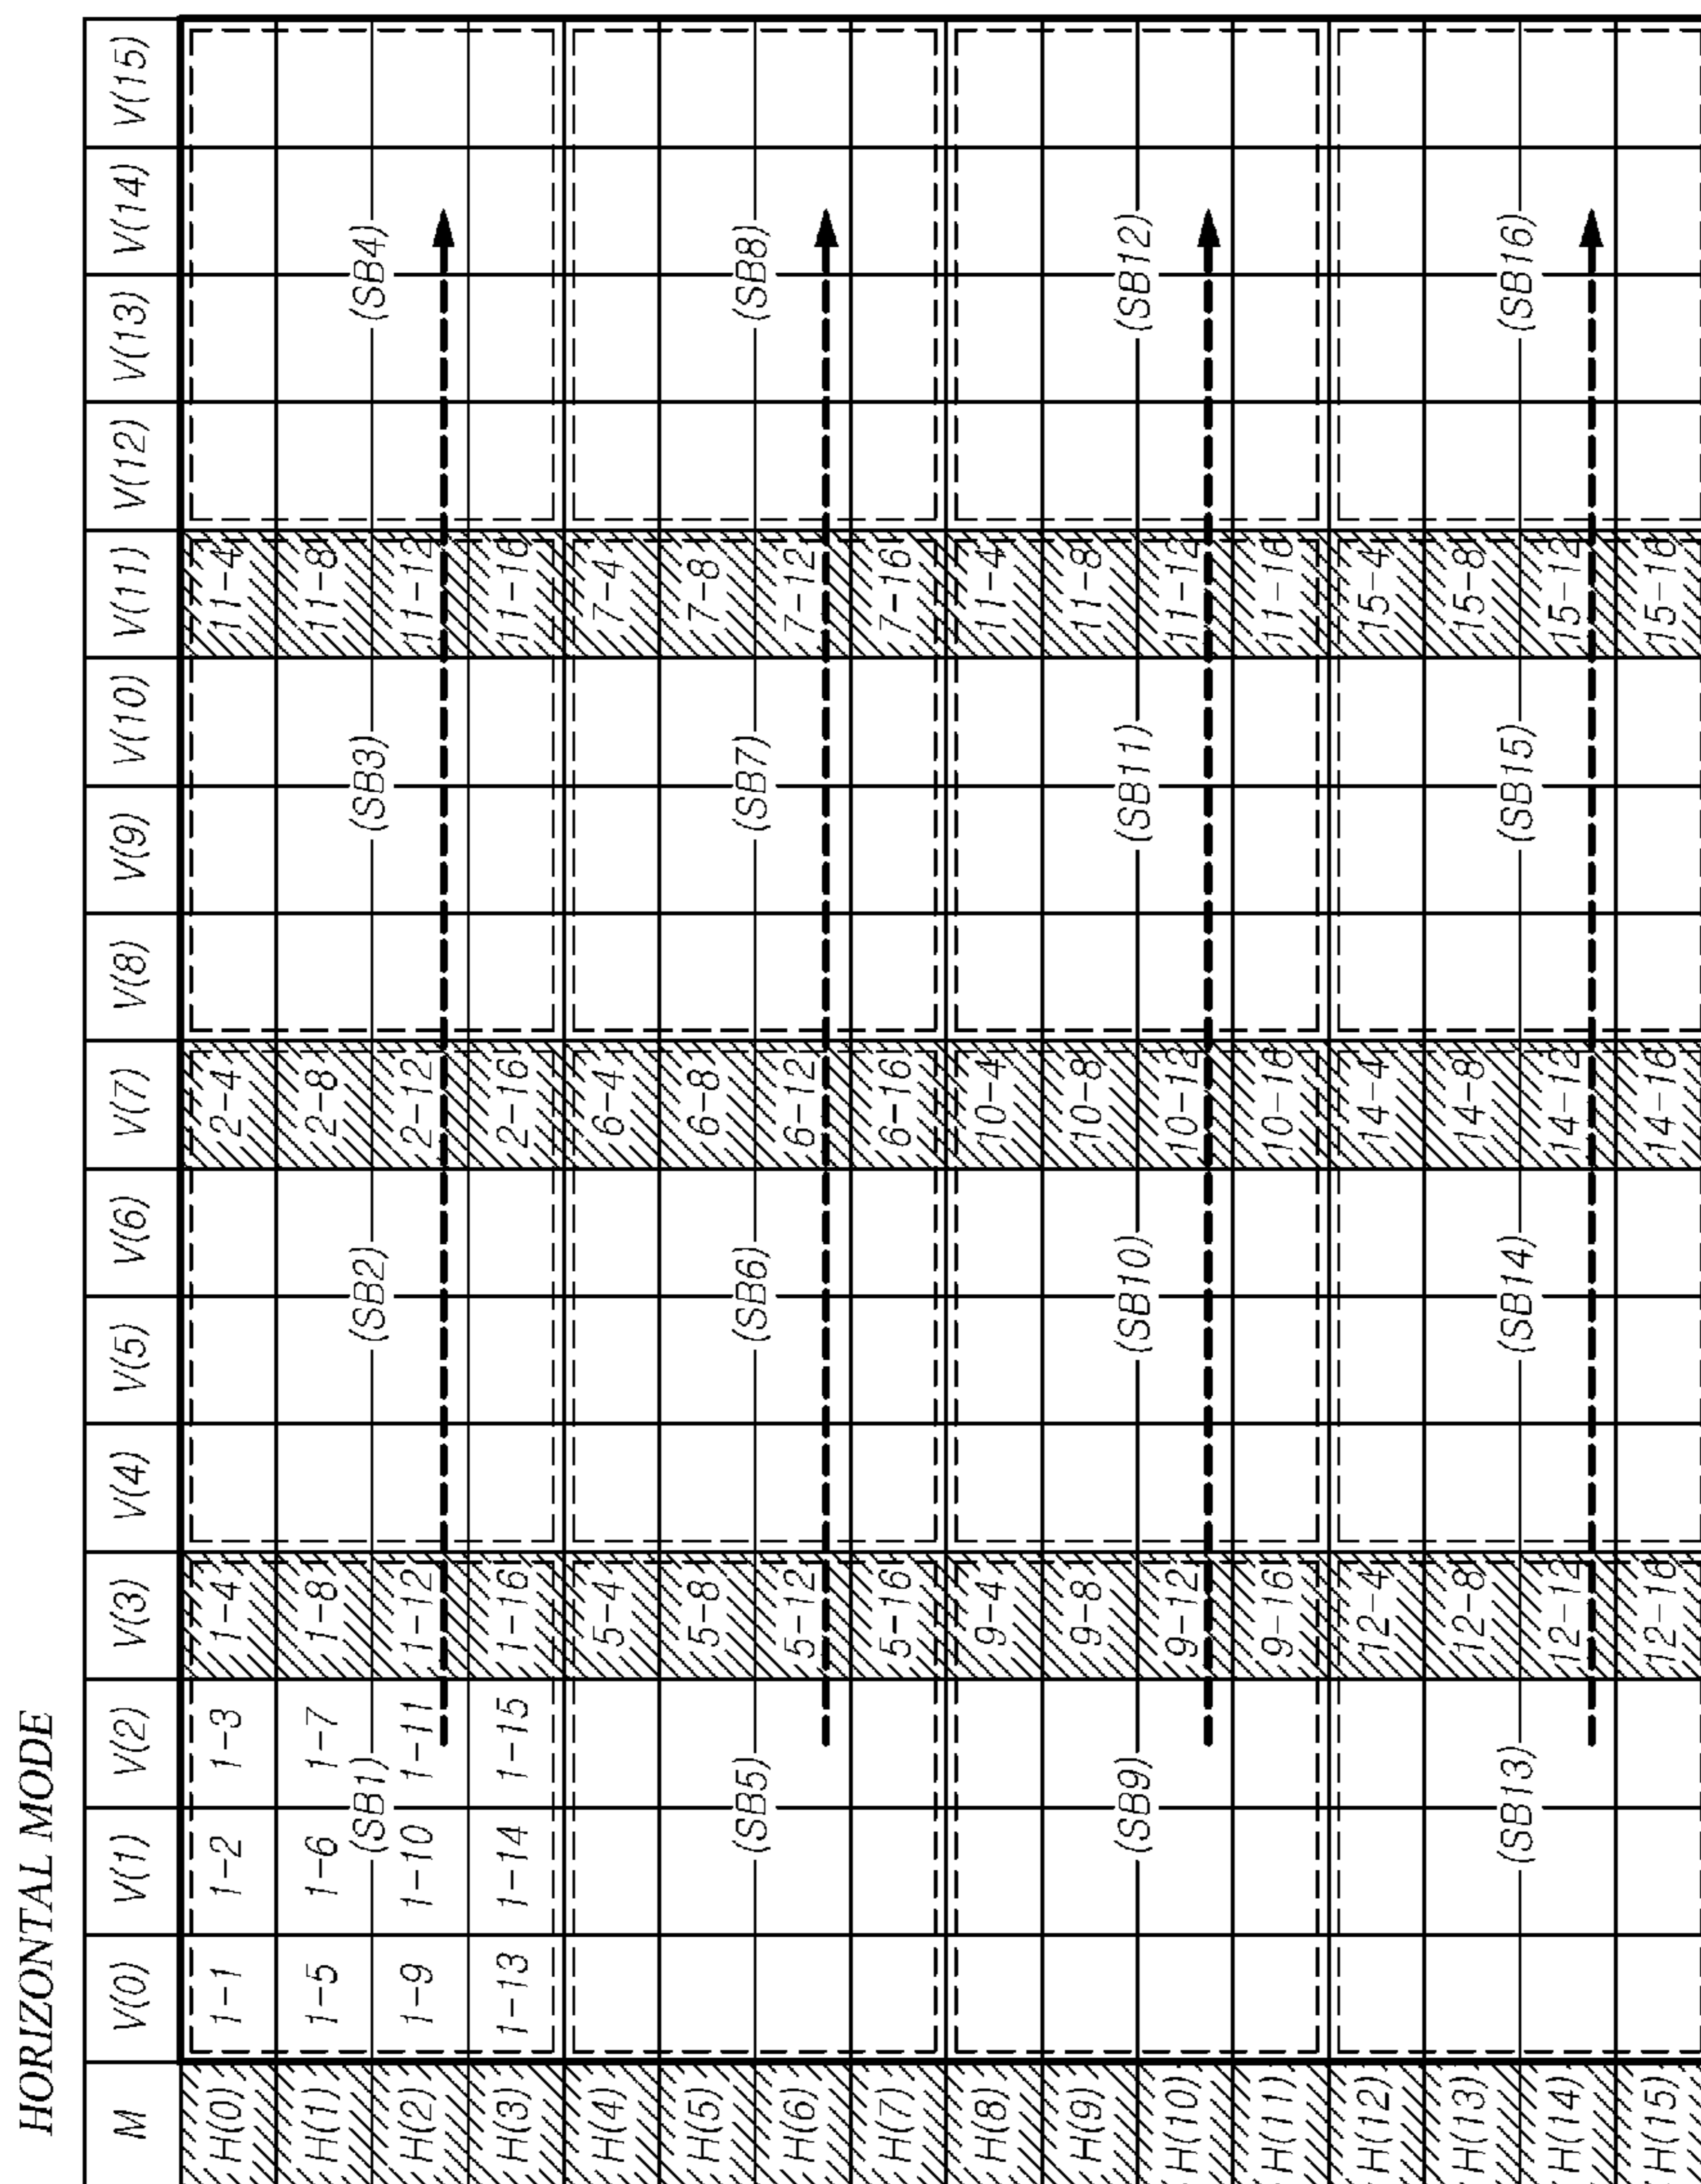 HORIZONTAL MODE
M V(0) V(1) V(2) V(3) V(4) V(5) V(6) V(7) V(8) V(9) V(10) V(11) V(12) V(13) V(14) V(15)
H(0) 1-1 1-2 1-3 1-4 2-4 11-4
H(1) 1-5 1-6 1-7 1-8 2-8 11-8
(SB1) (SB2) (SB3) (SB4)
H(2) 1-9 1-10 1-11 11-12 2-12 11-12
H(3) 1-13 1-14 1-15 11-16 2-16 11-16
H(4) 5-4 6-4 7-4
H(5) 5-8 6-8 7-8
(SB5) (SB6) (SB7) (SB8)
H(6) 5-12 6-12 7-12
H(7) 5-16 6-16 7-16
H(8) 9-4 10-4 11-4
H(9) 9-8 10-8 11-8
(SB9) (SB10) (SB11) (SB12)
H(10) 9-12 10-12 11-12
H(11) 9-16 10-16 11-16
H(12) 12-4 14-4 15-4
H(13) 12-8 14-8 15-8
(SB13) (SB14) (SB15) (SB16)
H(14) 12-12 14-12 15-12
H(15) 12-16 14-16 15-16